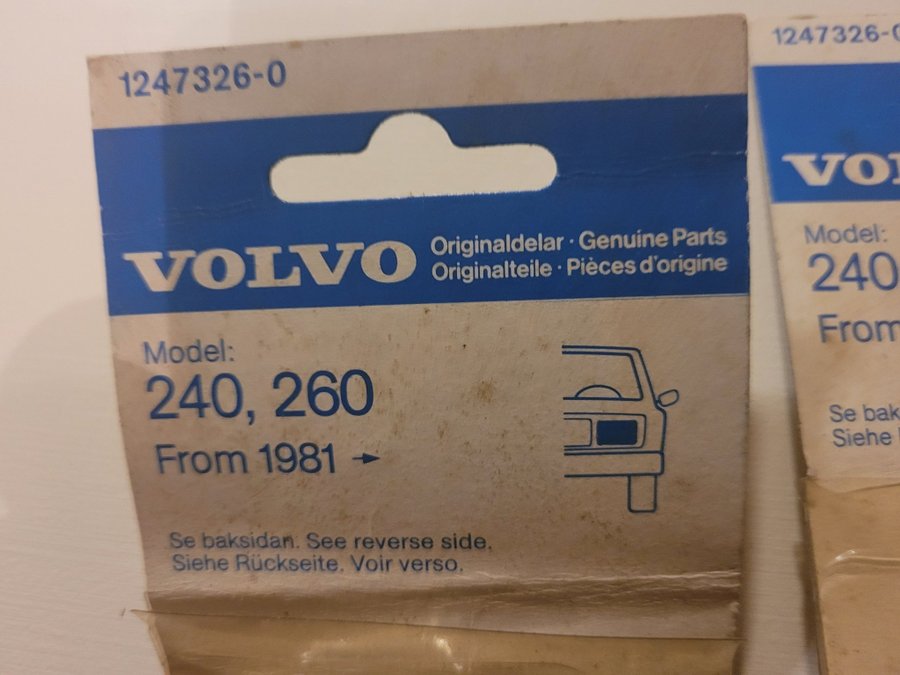 1247326-0
VOLVO
Originaldelar · Genuine Parts
Originalteile · Pièces d'origine
Model:
240, 260
From 1981 →
Se baksidan. See reverse side.
Siehe Rückseite. Voir verso.
1247326-0
VOL
Model:
240
From
Se bak
Siehe